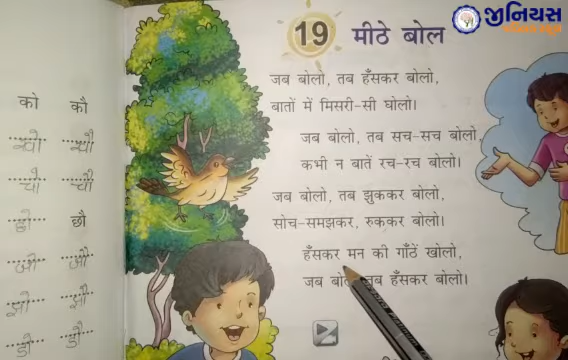 જીનિયસ
19 मीठे बोल
जब बोलो, तब हँसकर बोलो,
बातों में मिसरी-सी घोलो।
जब बोलो, तब सच-सच बोलो,
कभी न बातें रच-रच बोलो।
जब बोलो, तब झुककर बोलो,
सोच-समझकर, रुककर बोलो।
हँसकर मन की गाँठें खोलो,
जब तब हँसकर बोलो।
को कौ
चो चौ
छो छौ
जो जौ
झो झौ